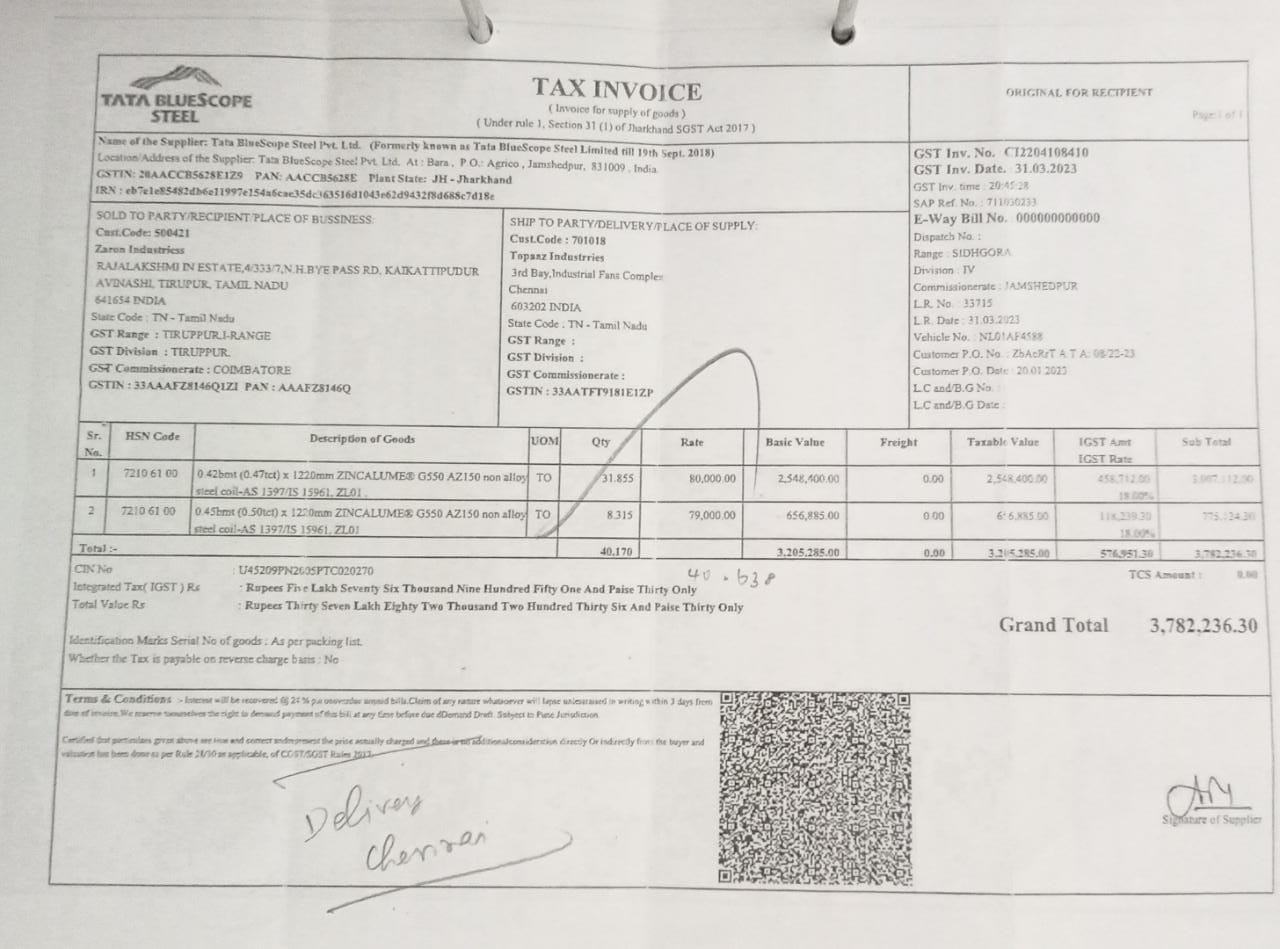 TATA BLUESCOPE
STEEL
TAX INVOICE
( Invoice for supply of goods )
( Under rule 1, Section 31 (1) of Jharkhand SGST Act 2017 )
ORIGINAL FOR RECIPIENT
Page: 1 of 1
Name of the Supplier: Tata BlueScope Steel Pvt. Ltd. (Formerly known as Tata BlueScope Steel Limited till 19th Sept. 2018)
Location/Address of the Supplier: Tata BlueScope Steel Pvt. Ltd. At : Bara , P.O.: Agrico , Jamshedpur, 831009 , India.
GSTIN: 20AACCB5628E1Z9 PAN: AACCB5628E Plant State: JH - Jharkhand
IRN :
GST Inv. No. CI2204108410
GST Inv. Date. 31.03.2023
GST Inv. time : 20:45:28
SAP Ref. No. : 711030233
E-Way Bill No. 000000000000
Dispatch No. :
Range : SIDHGORA
Division : IV
Commissionerate : JAMSHEDPUR
L.R. No. : 33715
L.R. Date : 31.03.2023
Vehicle No. : NL01AF4588
Customer P.O. No. : ZbAcRrT A T A: 08/22-23
Customer P.O. Date : 20.01.2023
L.C and/B.G No. :
L.C and/B.G Date :
SOLD TO PARTY/RECIPIENT/PLACE OF BUSSINESS:
Cust.Code: 500421
Zaron Industriess
RAJALAKSHMI IN ESTATE,4/333/7,N.H.BYE PASS RD, KAIKATTIPUDUR
AVINASHI, TIRUPUR, TAMIL NADU
641654 INDIA
State Code : TN - Tamil Nadu
GST Range : TIRUPPUR.I-RANGE
GST Division : TIRUPPUR.
GST Commissionerate : COIMBATORE
GSTIN : 33AAAFZ8146Q1ZI PAN : AAAFZ8146Q
SHIP TO PARTY/DELIVERY/PLACE OF SUPPLY:
Cust.Code : 701018
Topaaz Industrries
3rd Bay,Industrial Fans Complex
Chennai
603202 INDIA
State Code : TN - Tamil Nadu
GST Range :
GST Division :
GST Commissionerate :
GSTIN : 33AATFT9181E1ZP
Sr. No. HSN Code Description of Goods UOM Qty Rate Basic Value Freight Taxable Value IGST Amt IGST Rate Sub Total
1 7210 61 00 0.42bmt (0.47tct) x 1220mm ZINCALUME® G550 AZ150 non alloy TO 31.855 80,000.00 2,548,400.00 0.00 2,548,400.00 458,712.00 3,007,112.00
steel coil-AS 1397/IS 15961, ZL01 18.00%
2 7210 61 00 0.45bmt (0.50tct) x 1220mm ZINCALUME® G550 AZ150 non alloy TO 8.315 79,000.00 656,885.00 0.00 656,885.00 118,239.30 775,124.30
steel coil-AS 1397/IS 15961, ZL01 18.00%
Total :- 40.170 3,205,285.00 0.00 3,205,285.00 576,951.30 3,782,236.30
CIN No : U45209PN2005PTC020270
40.638
TCS Amount : 0.00
Integrated Tax( IGST ) Rs : Rupees Five Lakh Seventy Six Thousand Nine Hundred Fifty One And Paise Thirty Only
Total Value Rs : Rupees Thirty Seven Lakh Eighty Two Thousand Two Hundred Thirty Six And Paise Thirty Only
Grand Total 3,782,236.30
Identification Marks Serial No of goods : As per packing list.
Whether the Tax is payable on reverse charge basis : No
Terms & Conditions :- Interest will be recovered @ 24 % p.a on overdue unpaid bills.Claim of any nature whatsoever will lapse unless raised in writing within 3 days from
date of invoice.We reserve ourselves the right to demand payment of this bill at any time before due dDemand Draft. Subject to Pune Jurisdiction.
Certified that particulars given above are true and correct and represent the price actually charged and there is no additional consideration directly Or indirectly from the buyer and
valuation has been done as per Rule 28/30 as applicable, of CGST/SGST Rules 2017.
Delivery
Chennai
Signature of Supplier